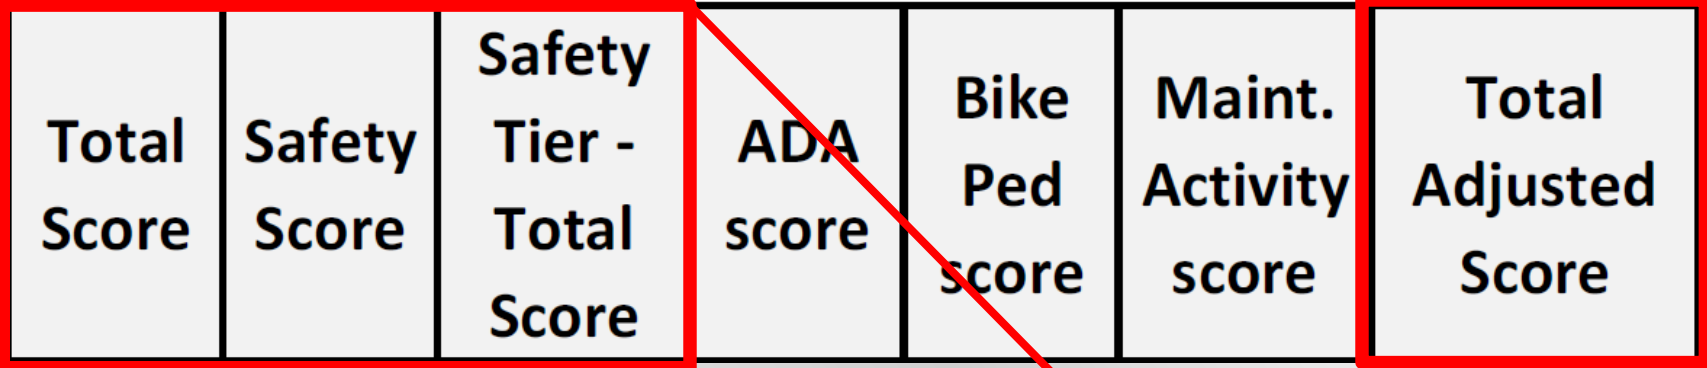 Total
Score
Safety
Score
Safety
Tier -
Total
Score
ADA
score
Bike
Ped
score
Maint.
Activity
score
Total
Adjusted
Score